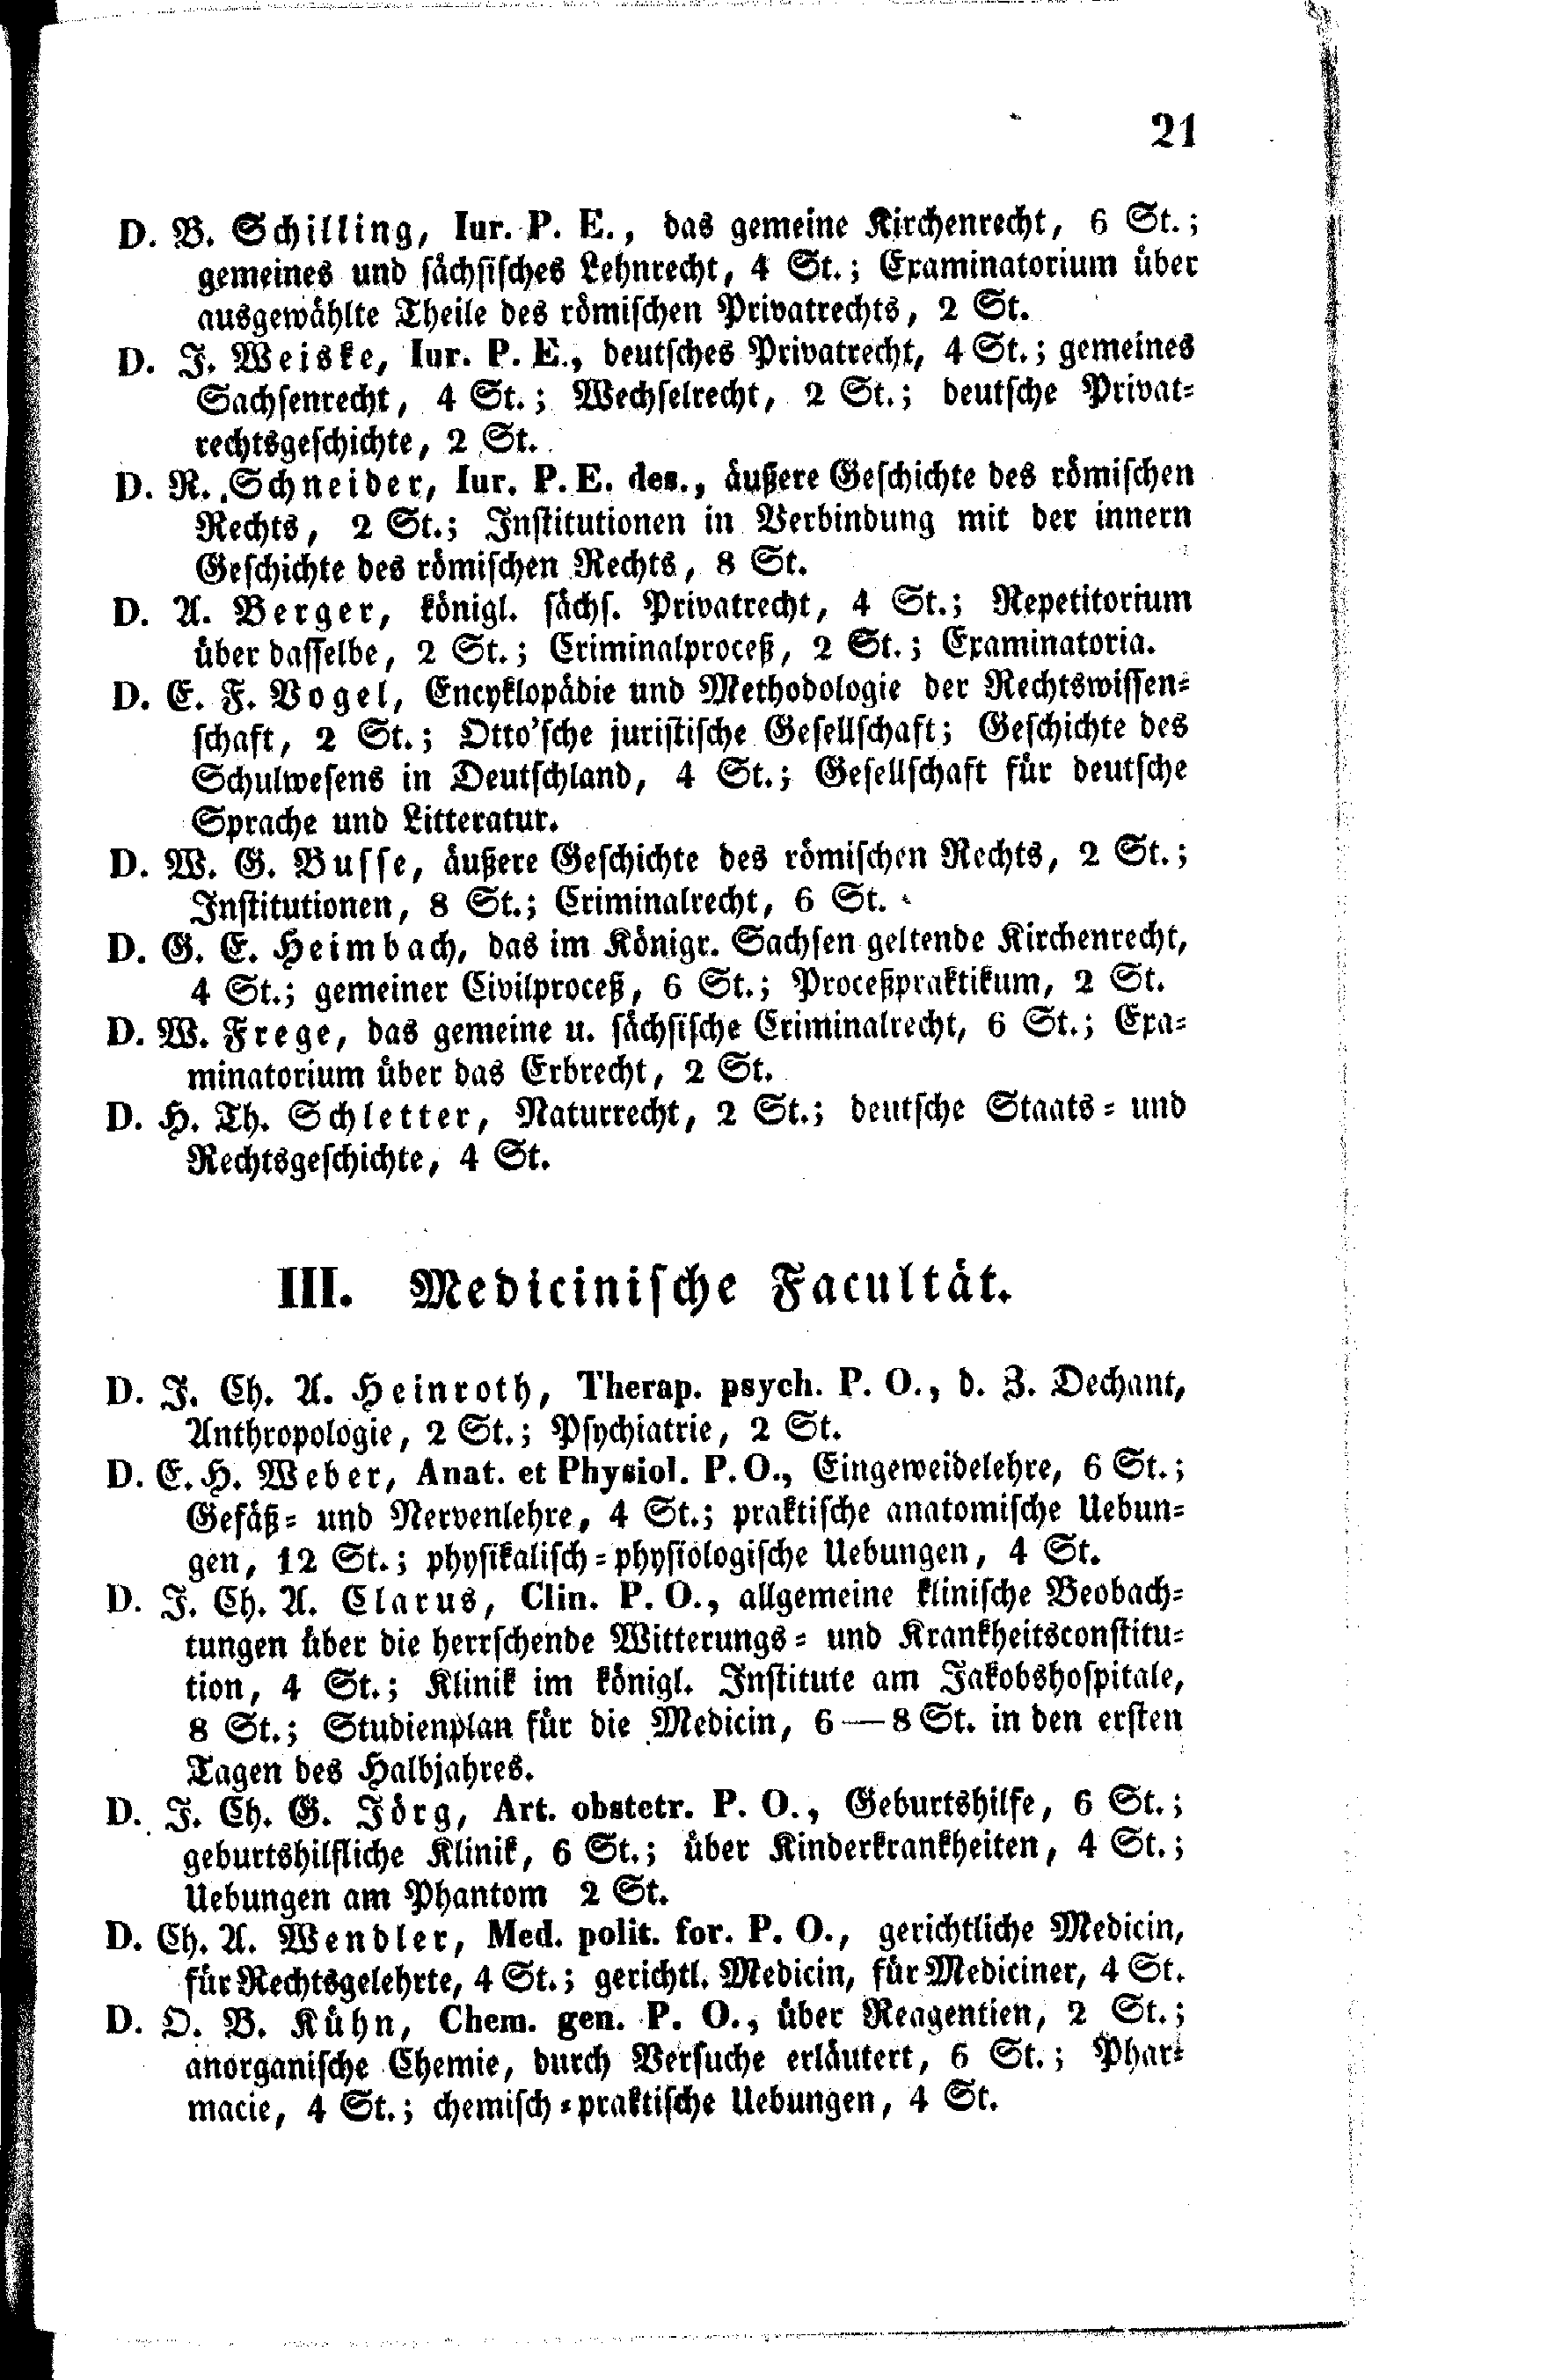 21
D. B. Schilling, Iur. P. E., das gemeine Kirchenrecht, 6 St.;
gemeines und sächsisches Lehnrecht, 4 St.; Examinatorium über
ausgewählte Theile des römischen Privatrechts, 2 St.
D. J. Weiske, Iur. P. E., deutsches Privatrecht, 4 St.; gemeines
Sachsenrecht, 4 St.; Wechselrecht, 2 St.; deutsche Privat=
rechtsgeschichte, 2 St.
D. R. Schneider, Iur. P. E. des., äußere Geschichte des römischen
Rechts, 2 St.; Institutionen in Verbindung mit der innern
Geschichte des römischen Rechts, 8 St.
D. A. Berger, königl. sächs. Privatrecht, 4 St.; Repetitorium
über dasselbe, 2 St.; Criminalproceß, 2 St.; Examinatoria.
D. E. F. Vogel, Encyklopädie und Methodologie der Rechtswissen=
schaft, 2 St.; Otto'sche juristische Gesellschaft; Geschichte des
Schulwesens in Deutschland, 4 St.; Gesellschaft für deutsche
Sprache und Litteratur.
D. W. G. Busse, äußere Geschichte des römischen Rechts, 2 St.;
Institutionen, 8 St.; Criminalrecht, 6 St.
D. G. E. Heimbach, das im Königr. Sachsen geltende Kirchenrecht,
4 St.; gemeiner Civilproceß, 6 St.; Proceßpraktikum, 2 St.
D. W. Frege, das gemeine u. sächsische Criminalrecht, 6 St.; Exa=
minatorium über das Erbrecht, 2 St.
D. H. Th. Schletter, Naturrecht, 2 St.; deutsche Staats= und
Rechtsgeschichte, 4 St.
III. Medicinische Facultät.
D. J. Ch. A. Heinroth, Therap. psych. P. O., d. Z. Dechant,
Anthropologie, 2 St.; Psychiatrie, 2 St.
D. E. H. Weber, Anat. et Physiol. P. O., Eingeweidelehre, 6 St.;
Gefäß= und Nervenlehre, 4 St.; praktische anatomische Uebun=
gen, 12 St.; physikalisch=physiologische Uebungen, 4 St.
D. J. Ch. A. Clarus, Clin. P. O., allgemeine klinische Beobach=
tungen über die herrschende Witterungs= und Krankheitsconstitu=
tion, 4 St.; Klinik im königl. Institute am Jakobshospitale,
8 St.; Studienplan für die Medicin, 6—8 St. in den ersten
Tagen des Halbjahres.
D. J. Ch. G. Jörg, Art. obstetr. P. O., Geburtshilfe, 6 St.;
geburtshilfliche Klinik, 6 St.; über Kinderkrankheiten, 4 St.;
Uebungen am Phantom 2 St.
D. Ch. A. Wendler, Med. polit. for. P. O., gerichtliche Medicin,
für Rechtsgelehrte, 4 St.; gerichtl. Medicin, für Mediciner, 4 St.
D. O. B. Kühn, Chem. gen. P. O., über Reagentien, 2 St.;
anorganische Chemie, durch Versuche erläutert, 6 St.; Phar=
macie, 4 St.; chemisch=praktische Uebungen, 4 St.